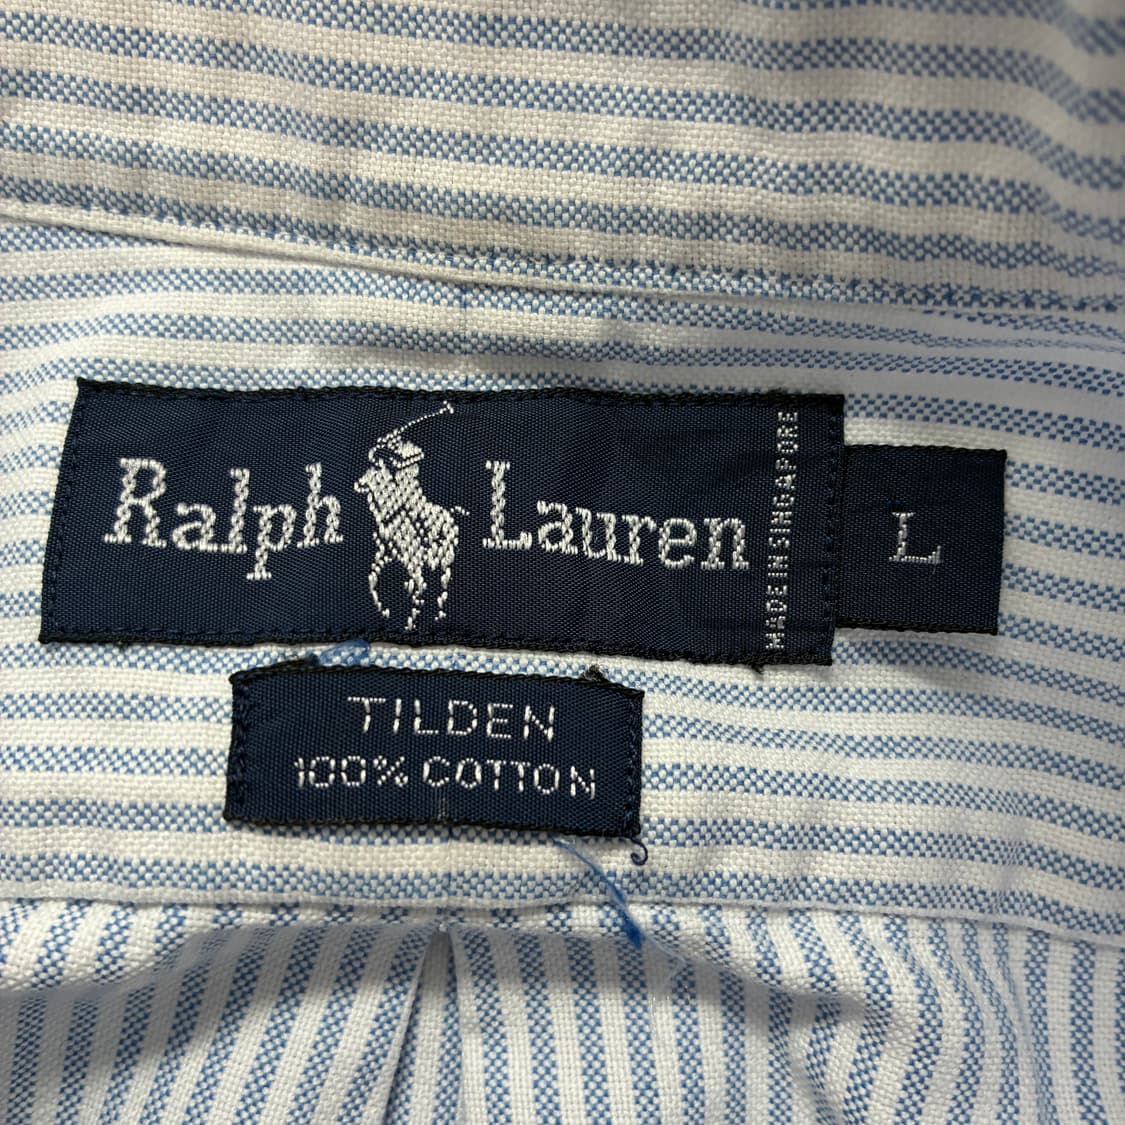 Ralph Lauren
MADE IN SINGAPORE
L
TILDEN
100% COTTON